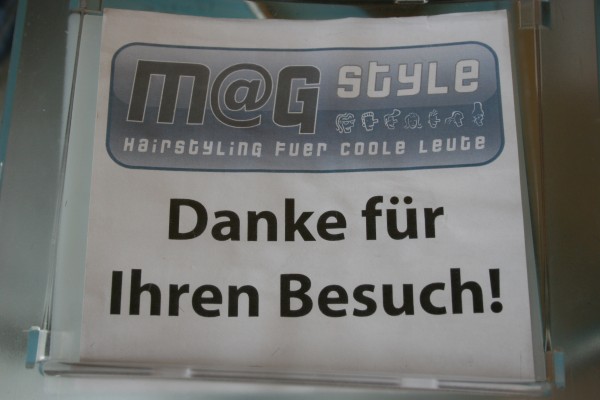 M@G STYLE
HAIRSTYLING FUER COOLE LEUTE
Danke für
Ihren Besuch!